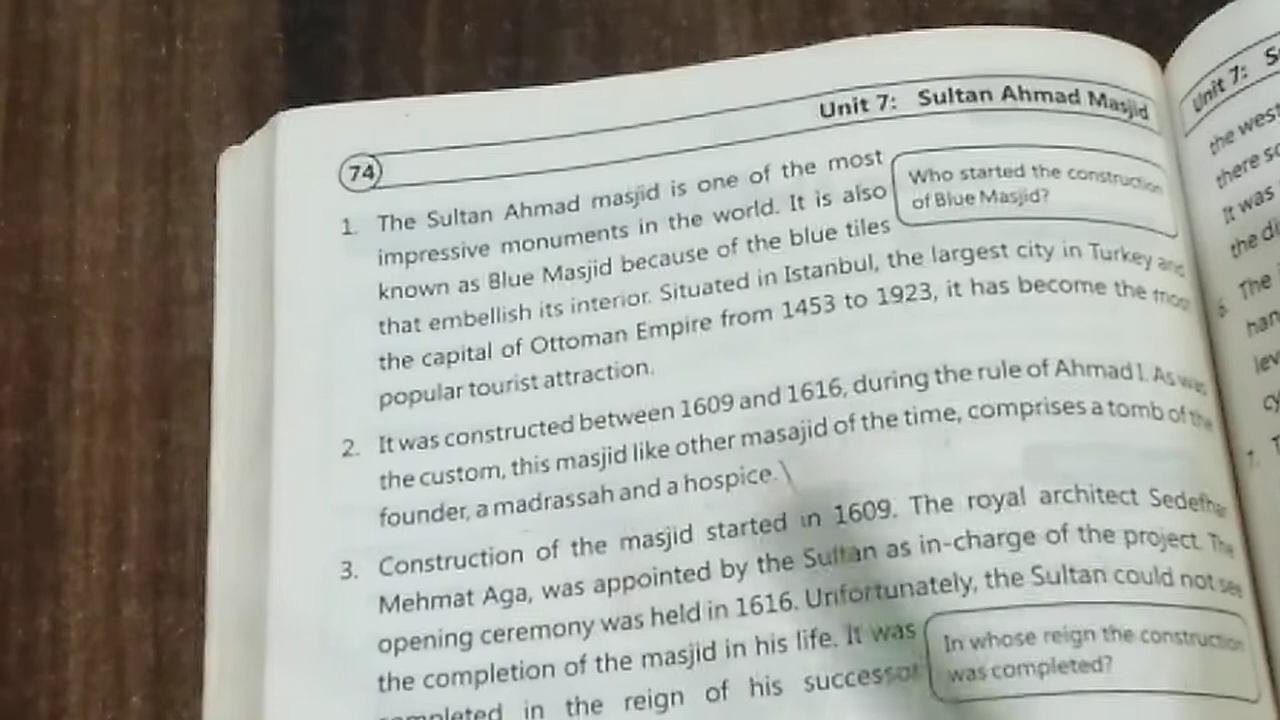 Unit 7: Sultan Ahmad Masjid
74
1. The Sultan Ahmad masjid is one of the most
impressive monuments in the world. It is also
known as Blue Masjid because of the blue tiles
that embellish its interior. Situated in Istanbul, the largest city in Turkey and
the capital of Ottoman Empire from 1453 to 1923, it has become the most
popular tourist attraction.
Who started the construction
of Blue Masjid?
2. It was constructed between 1609 and 1616, during the rule of Ahmad I. As was
the custom, this masjid like other masajid of the time, comprises a tomb of the
founder, a madrassah and a hospice.
3. Construction of the masjid started in 1609. The royal architect Sedefhar
Mehmat Aga, was appointed by the Sultan as in-charge of the project. The
opening ceremony was held in 1616. Unfortunately, the Sultan could not see
the completion of the masjid in his life. It was
completed in the reign of his successor
In whose reign the construction
was completed?
Unit 7:
the west
there
It was
the
6. The
7.